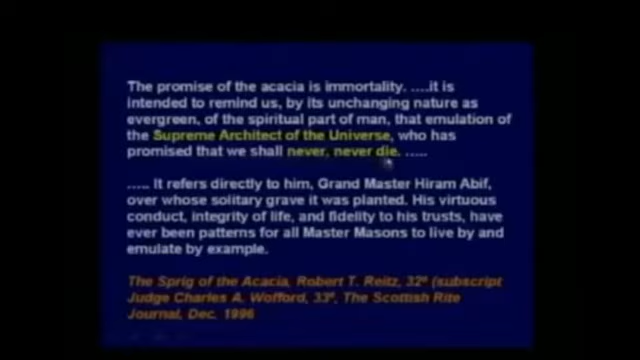 The promise of the acacia is immortality. ....it is
intended to remind us, by its unchanging nature as
evergreen, of the spiritual part of man, that emulation of
the Supreme Architect of the Universe, who has
promised that we shall never, never die. .....
..... It refers directly to him, Grand Master Hiram Abif,
over whose solitary grave it was planted. His virtuous
conduct, integrity of life, and fidelity to his trusts, have
ever been patterns for all Master Masons to live by and
emulate by example.
The Sprig of the Acacia, Robert T. Reitz, 32º (subscript
Judge Charles A. Wofford, 33º, The Scottish Rite
Journal, Dec. 1996